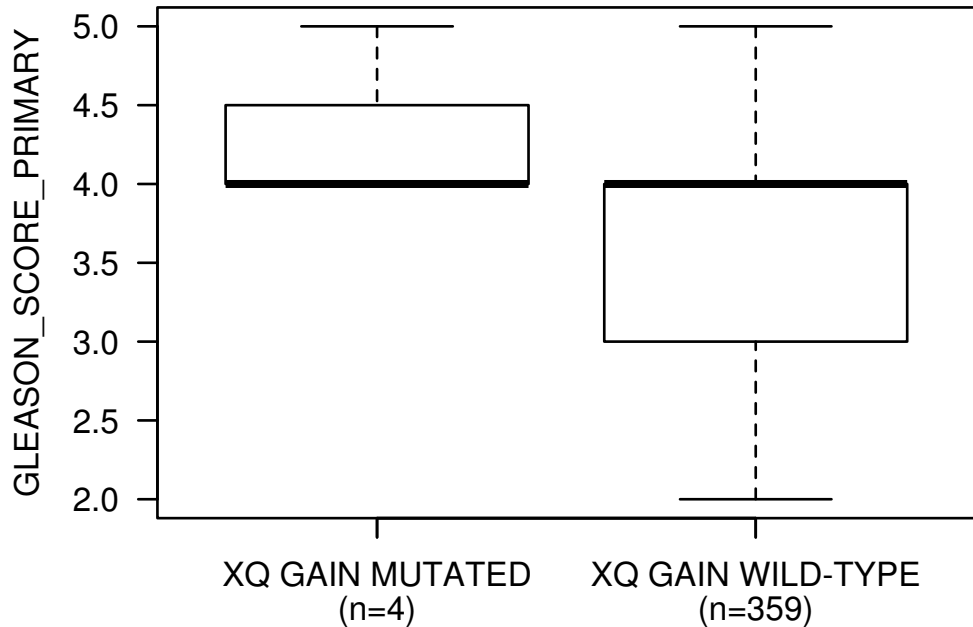 GLEASON_SCORE_PRIMARY
5.0
4.5
4.0
3.5
3.0
2.5
2.0
XQ GAIN MUTATED
(n=4)
XQ GAIN WILD-TYPE
(n=359)